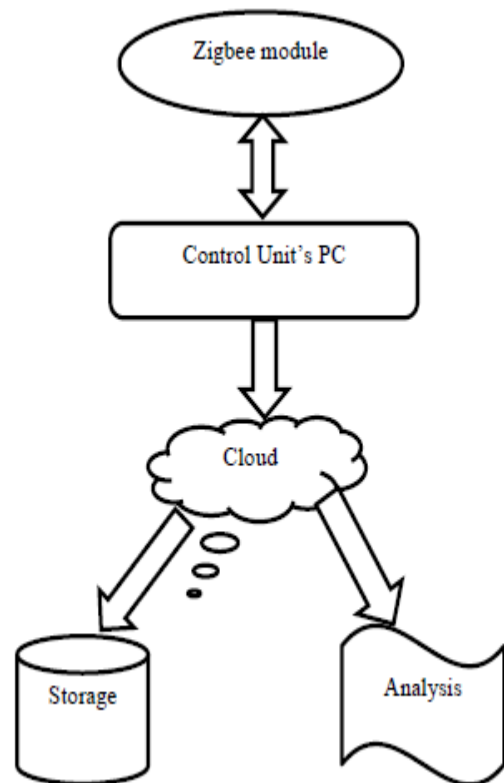 Zigbee module
Control Unit's PC
Cloud
Storage
Analysis